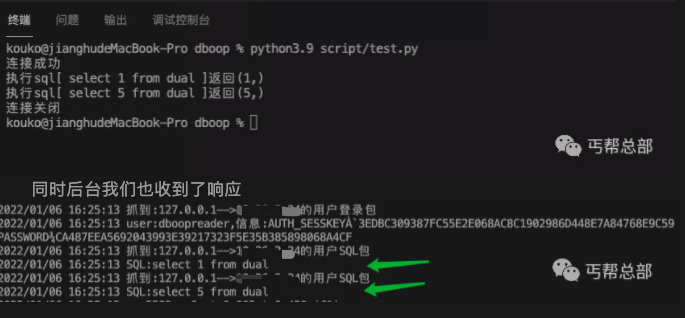 终端 问题 输出 调试控制台
kouko@jianghudeMacBook-Pro dboop % python3.9 script/test.py
连接成功
执行sql[ select 1 from dual ]返回(1,)
执行sql[ select 5 from dual ]返回(5,)
连接关闭
kouko@jianghudeMacBook-Pro dboop %
丐帮总部
同时后台我们也收到了响应
2022/01/06 16:25:13 抓到:127.0.0.1-->的用户登录包
2022/01/06 16:25:13 user:dboopreader,信息:AUTH_SESSKEYÀ`3EDBC309387FC55E2E068AC8C1902986D448E7A84768E9C59
PASSWORD¾CA487EEA5692043993E39217323F5E35B385898068A4CF
2022/01/06 16:25:13 抓到:127.0.0.1-->的用户SQL包
2022/01/06 16:25:13 SQL:select 1 from dual
2022/01/06 16:25:13 抓到:127.0.0.1-->的用户SQL包
2022/01/06 16:25:13 SQL:select 5 from dual
丐帮总部